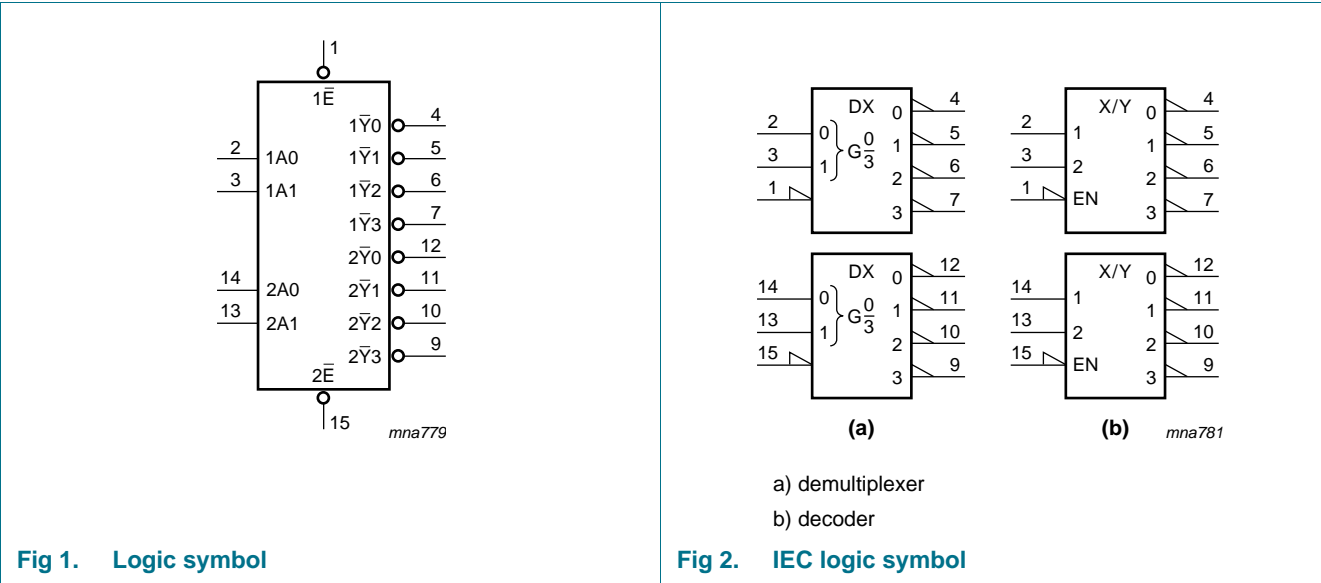 1
1E̅
1Y̅0 4
2 1A0 1Y̅1 5
3 1A1 1Y̅2 6
1Y̅3 7
2Y̅0 12
14 2A0 2Y̅1 11
13 2A1 2Y̅2 10
2Y̅3 9
2E̅
15
mna779
Fig 1. Logic symbol
DX 0 4
2 0 G 0/3 1 5
3 1 2 6
1 3 7
DX 0 12
14 0 G 0/3 1 11
13 1 2 10
15 3 9
(a)
X/Y 0 4
2 1 1 5
3 2 2 6
1 EN 3 7
X/Y 0 12
14 1 1 11
13 2 2 10
15 EN 3 9
(b)
mna781
a) demultiplexer
b) decoder
Fig 2. IEC logic symbol